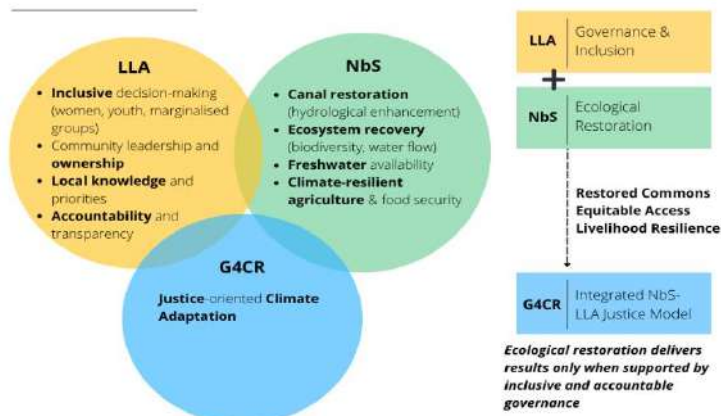 LLA
• Inclusive decision-making
(women, youth, marginalised
groups)
• Community leadership and
ownership
• Local knowledge and
priorities
• Accountability and
transparency
NbS
• Canal restoration
(hydrological enhancement)
• Ecosystem recovery
(biodiversity, water flow)
• Freshwater availability
• Climate-resilient
agriculture & food security
G4CR
Justice-oriented Climate
Adaptation
LLA Governance &
Inclusion
+
NbS Ecological
Restoration
Restored Commons
Equitable Access
Livelihood Resilience
G4CR Integrated NbS-
LLA Justice Model
Ecological restoration delivers
results only when supported by
inclusive and accountable
governance